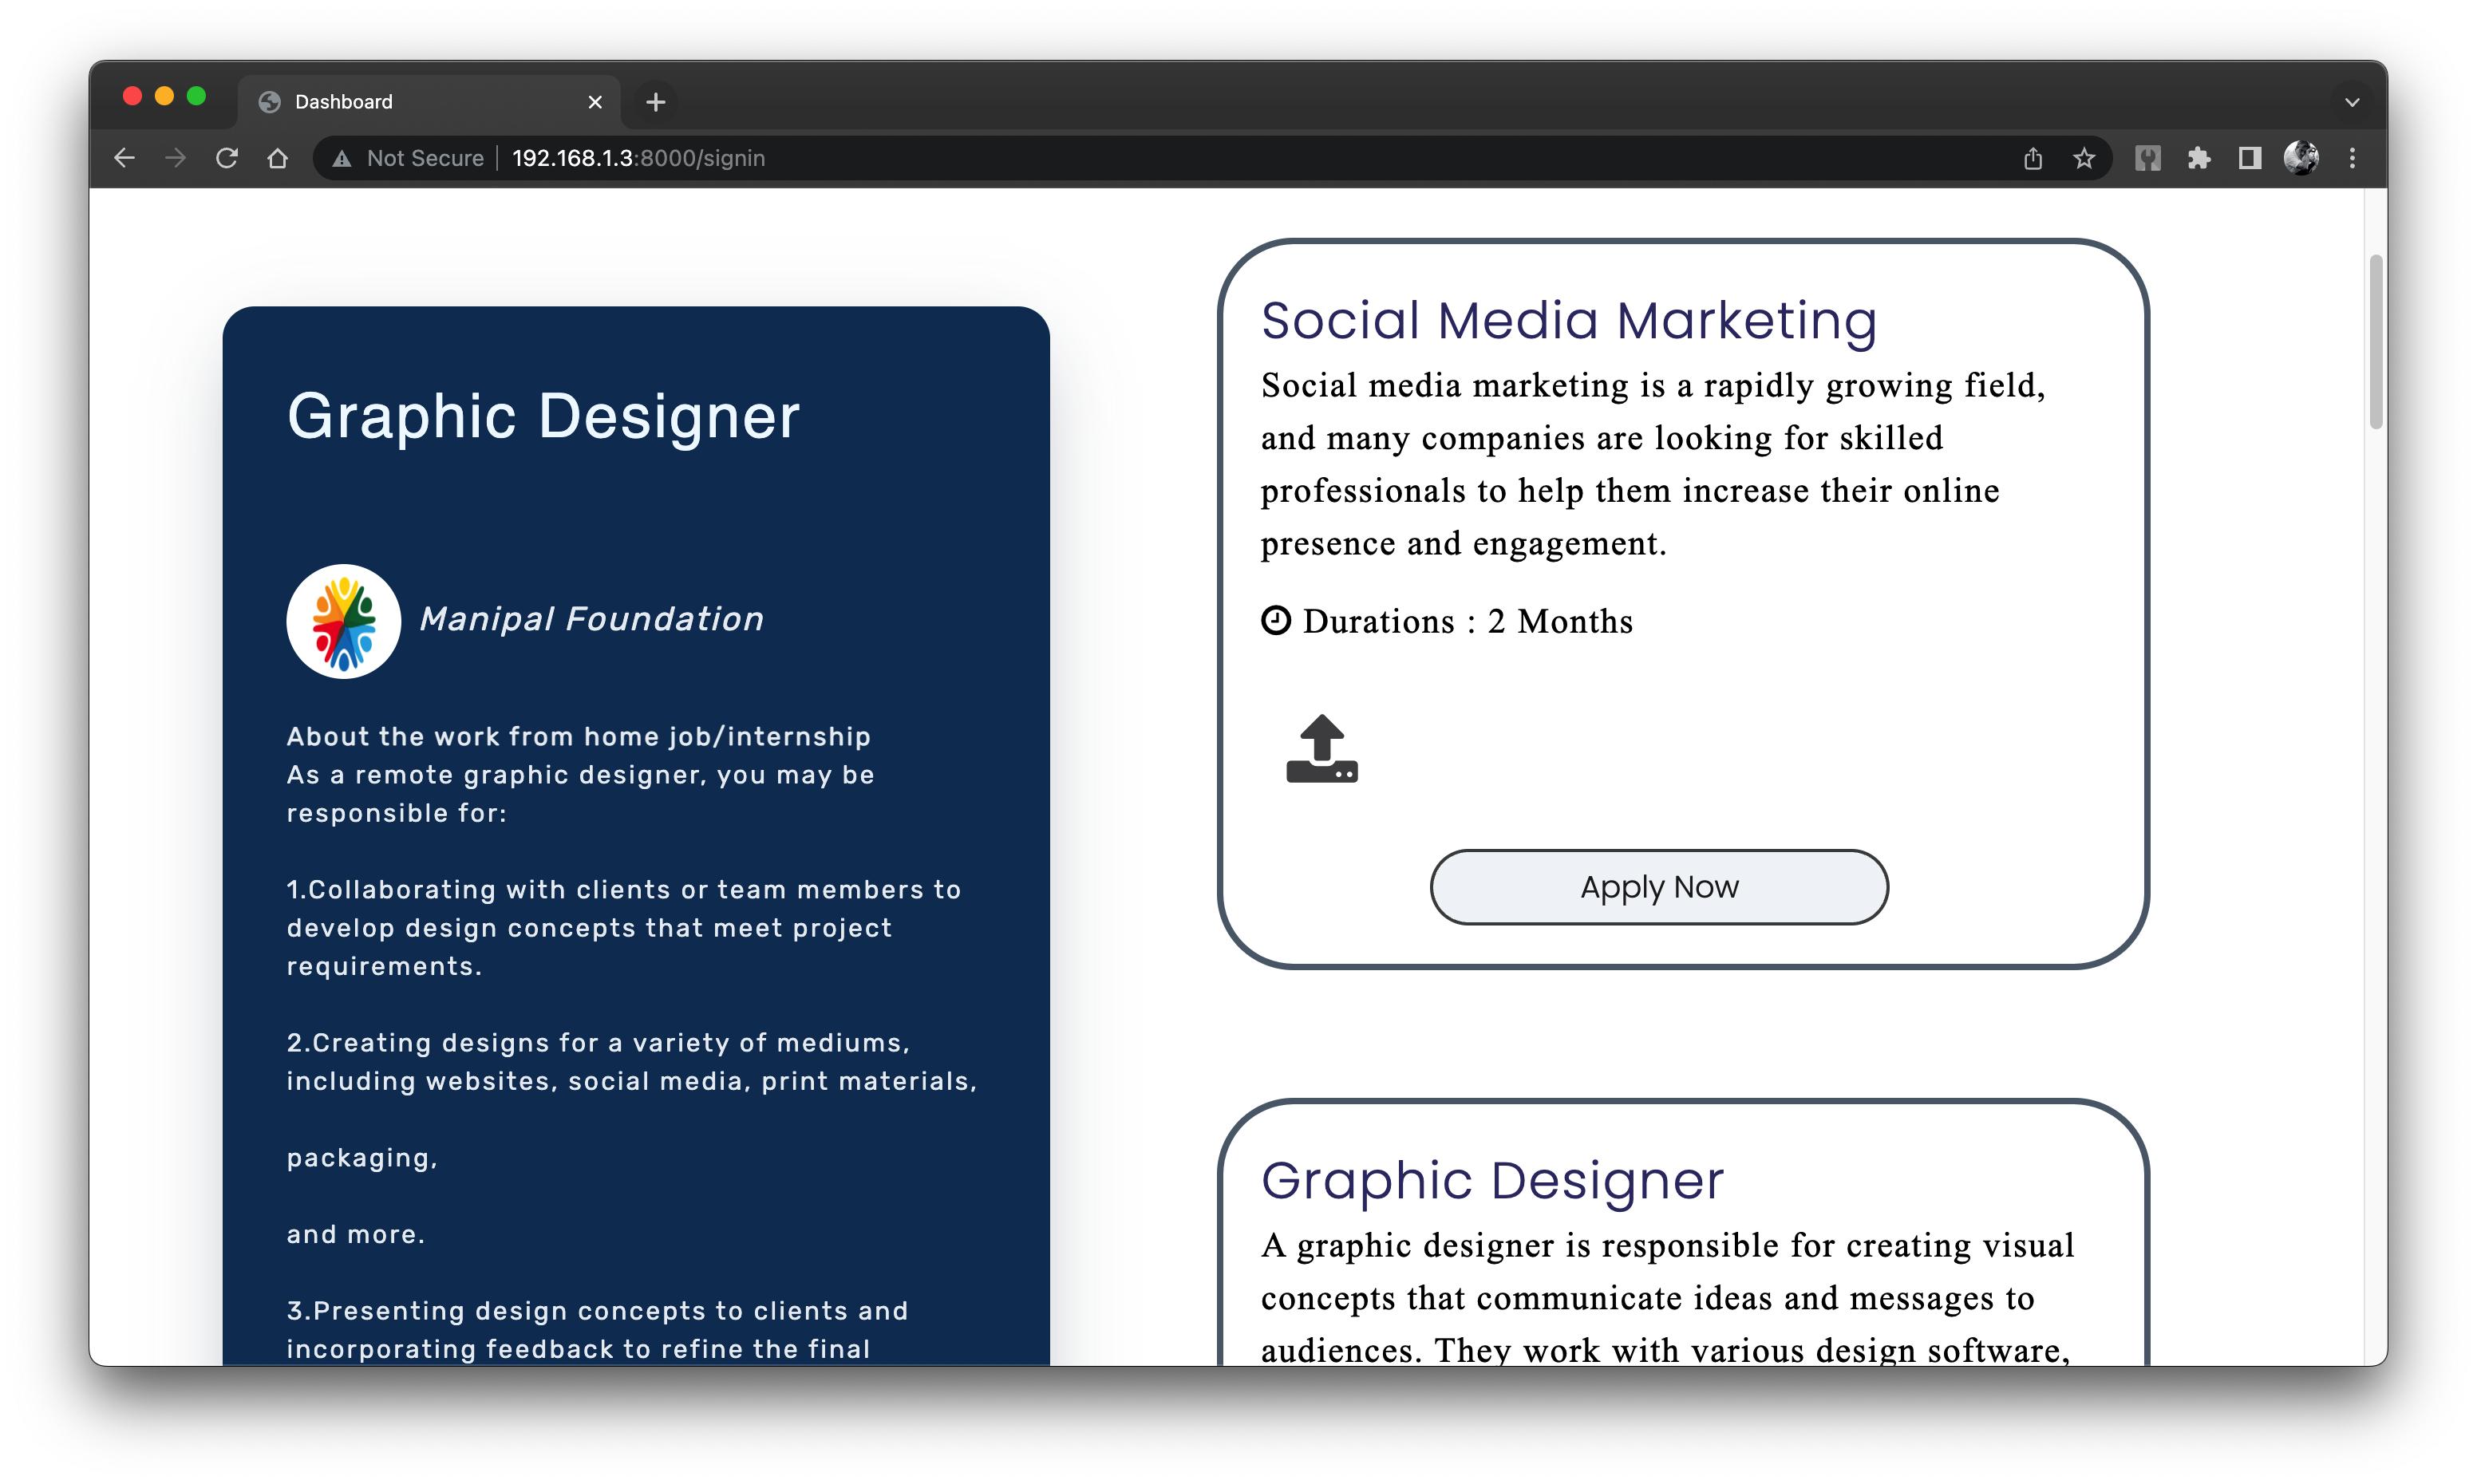 Dashboard
Not Secure
192.168.1.3:8000/signin
Graphic Designer
Manipal Foundation
About the work from home job/internship
As a remote graphic designer, you may be
responsible for:
1.Collaborating with clients or team members to
develop design concepts that meet project
requirements.
2.Creating designs for a variety of mediums,
including websites, social media, print materials,
packaging,
and more.
3.Presenting design concepts to clients and
incorporating feedback to refine the final
Social Media Marketing
Social media marketing is a rapidly growing field,
and many companies are looking for skilled
professionals to help them increase their online
presence and engagement.
Durations : 2 Months
Apply Now
Graphic Designer
A graphic designer is responsible for creating visual
concepts that communicate ideas and messages to
audiences. They work with various design software,